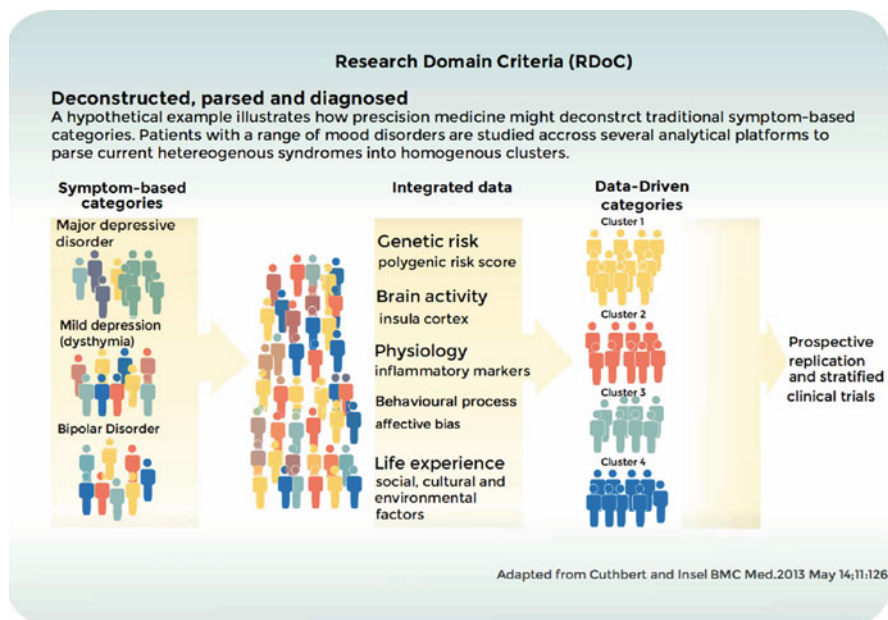 Research Domain Criteria (RDoC)
Deconstructed, parsed and diagnosed
A hypothetical example illustrates how prescision medicine might deconstrct traditional symptom-based
categories. Patients with a range of mood disorders are studied accross several analytical platforms to
parse current hetereogenous syndromes into homogenous clusters.
Symptom-based
categories
Major depressive
disorder
Mild depression
(dysthymia)
Bipolar Disorder
Integrated data
Genetic risk
polygenic risk score
Brain activity
insula cortex
Physiology
inflammatory markers
Behavioural process
affective bias
Life experience
social, cultural and
environmental
factors
Data-Driven
categories
Cluster 1
Cluster 2
Cluster 3
Cluster 4
Prospective
replication
and stratified
clinical trials
Adapted from Cuthbert and Insel BMC Med.2013 May 14;11:126